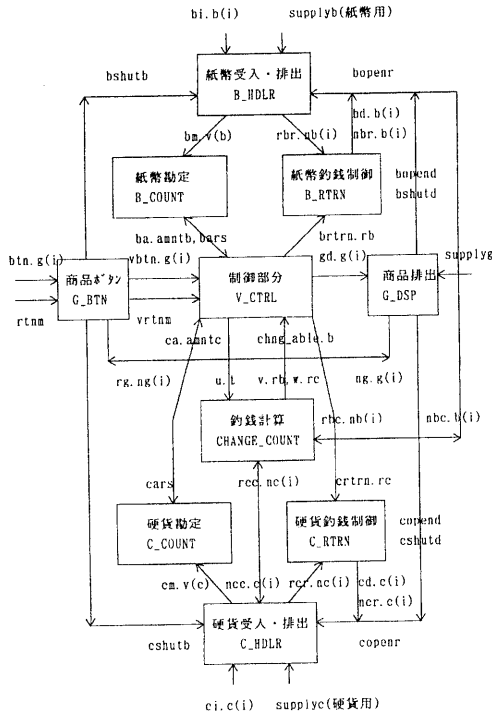 bi.b(i) supplyb(紙幣用)
紙幣受入・排出
B_HDLR
bshutb
bopenr
bd.b(i)
nbr.b(i)
bm.v(b)
rbr.nb(i)
紙幣勘定
B_COUNT
紙幣釣銭制御
B_RTRN
bopend
bshutd
ba.amntb,bars
brtrn.rb
btn.g(i)
vbtn.g(i)
gd.g(i)
supplyg
商品ボタン
G_BTN
制御部分
V_CTRL
商品排出
G_DSP
rtnm
vrtnm
ca.amntc
chng_able.b
rg.ng(i)
u.t
v.rb,w.rc
ng.g(i)
釣銭計算
CHANGE_COUNT
rbc.nb(i)
nbc.b(i)
cars
rcc.nc(i)
crtrn.rc
硬貨勘定
C_COUNT
硬貨釣銭制御
C_RTRN
copend
cshutd
cm.v(c)
ncc.c(i)
rcr.nc(i)
cd.c(i)
ncr.c(i)
硬貨受入・排出
C_HDLR
cshutb
copenr
ci.c(i) supplyc(硬貨用)